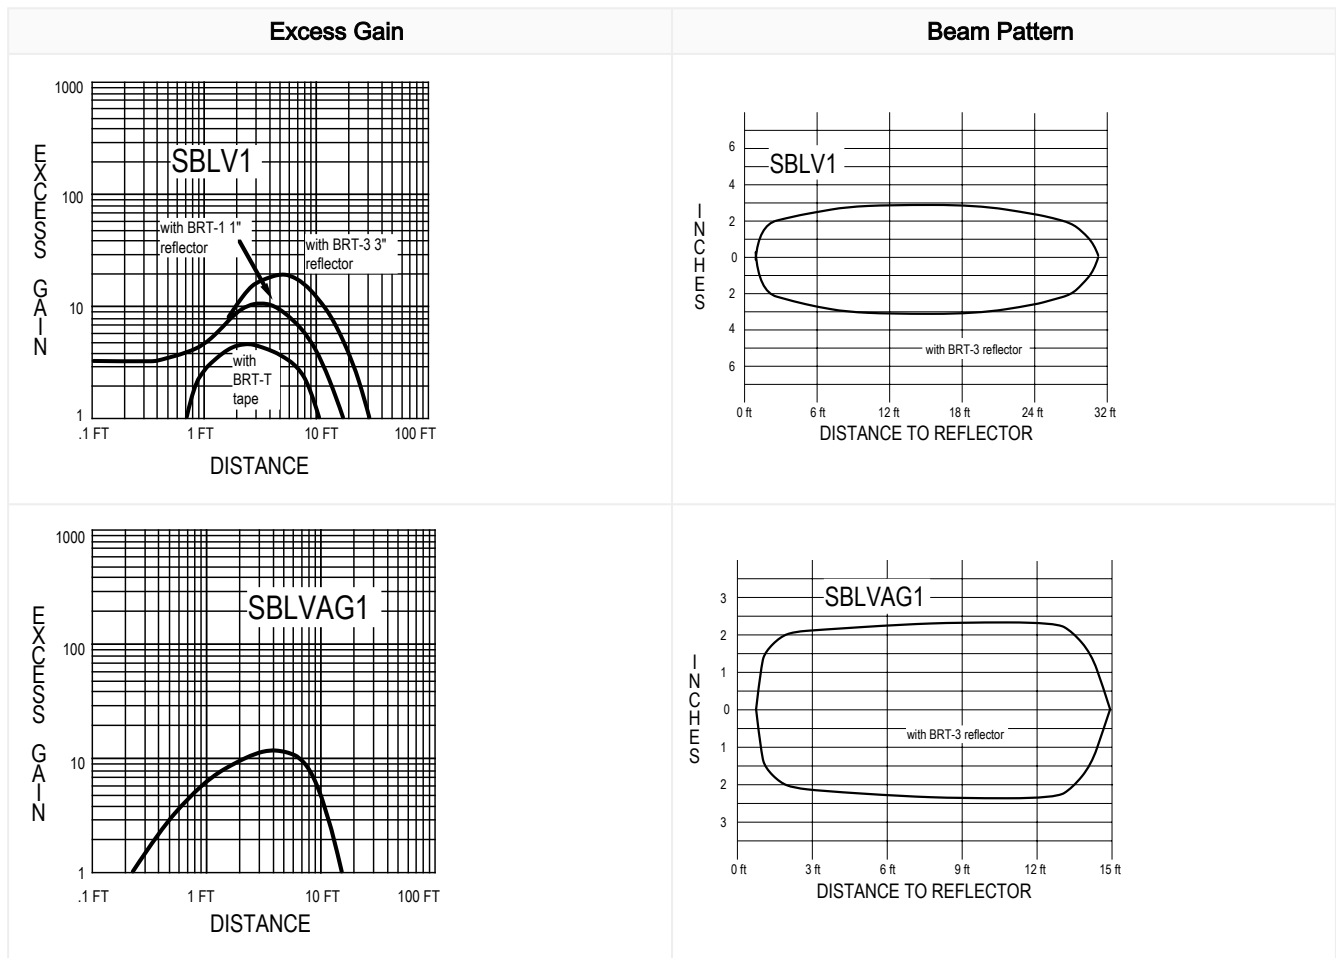 Excess Gain
Beam Pattern
1000
100
10
1
EXCESS GAIN
SBLV1
with BRT-1 1"
reflector
with BRT-3 3"
reflector
with
BRT-T
tape
.1 FT 1 FT 10 FT 100 FT
DISTANCE
6
4
2
0
2
4
6
INCHES
SBLV1
with BRT-3 reflector
0 ft 6 ft 12 ft 18 ft 24 ft 32 ft
DISTANCE TO REFLECTOR
1000
100
10
1
EXCESS GAIN
SBLVAG1
.1 FT 1 FT 10 FT 100 FT
DISTANCE
3
2
1
0
1
2
3
INCHES
SBLVAG1
with BRT-3 reflector
0 ft 3 ft 6 ft 9 ft 12 ft 15 ft
DISTANCE TO REFLECTOR